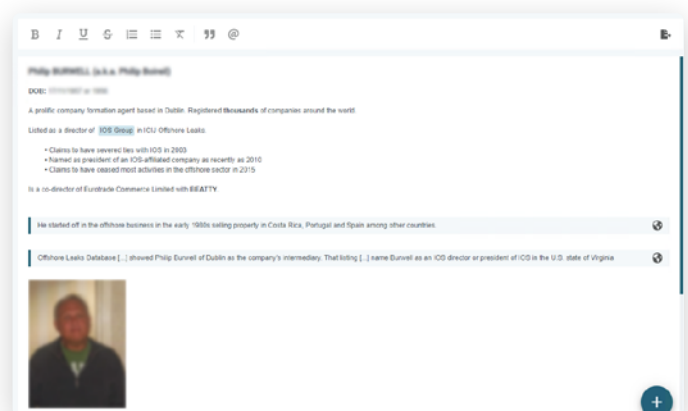 B I U S
Philip BURWELL (a.k.a. Philip Boirell)
DOB:
A prolific company formation agent based in Dublin. Registered thousands of companies around the world.
Listed as a director of IOS Group in ICIJ Offshore Leaks.
• Claims to have severed ties with IOS in 2003
• Named as president of an IOS-affiliated company as recently as 2010
• Claims to have ceased most activities in the offshore sector in 2015
Is a co-director of Eurotrade Commerce Limited with BEATTY.
He started off in the offshore business in the early 1980s selling property in Costa Rica, Portugal and Spain among other countries.
Offshore Leaks Database [...] showed Philip Burwell of Dublin as the company's intermediary. That listing [...] name Burwell as an IOS director or president of IOS in the U.S. state of Virginia